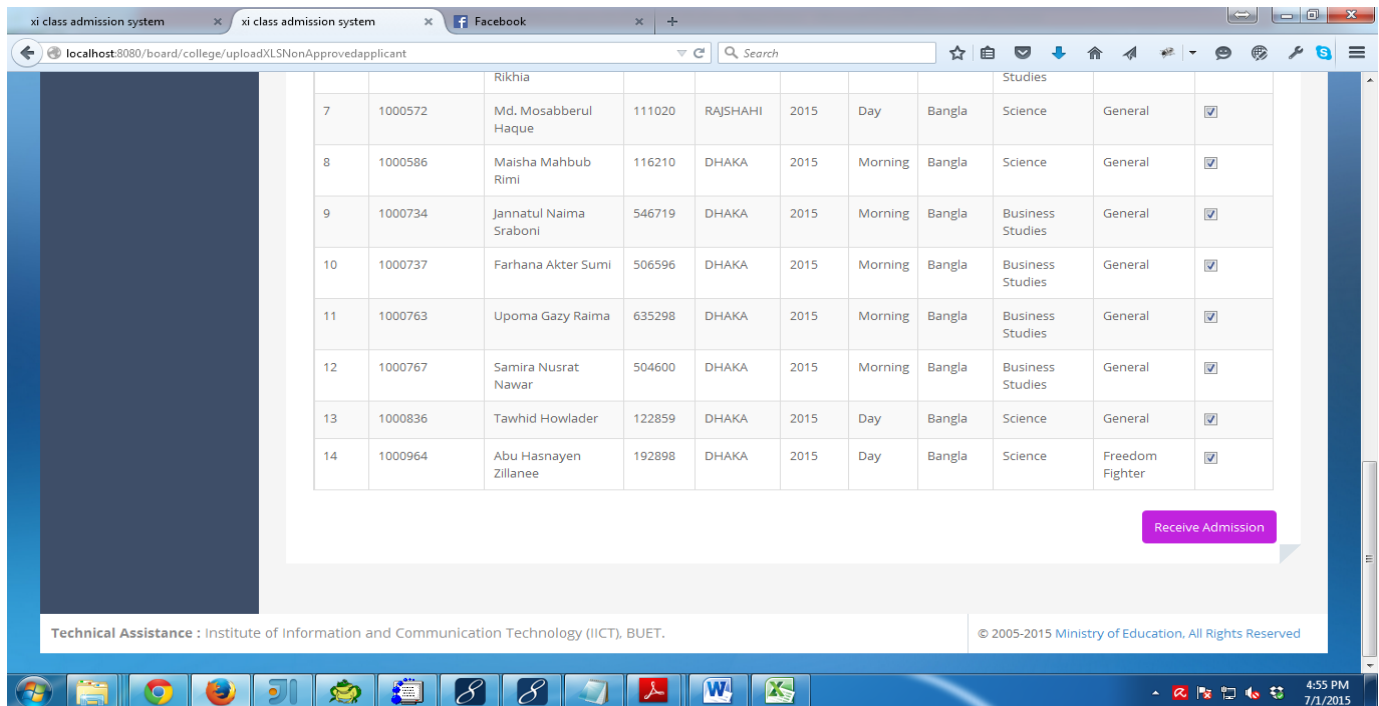 xi class admission system
xi class admission system
Facebook
localhost:8080/board/college/uploadXLSNonApprovedapplicant
Search
Rikhia Studies
7 1000572 Md. Mosabberul Haque 111020 RAJSHAHI 2015 Day Bangla Science General
8 1000586 Maisha Mahbub Rimi 116210 DHAKA 2015 Morning Bangla Science General
9 1000734 Jannatul Naima Sraboni 546719 DHAKA 2015 Morning Bangla Business Studies General
10 1000737 Farhana Akter Sumi 506596 DHAKA 2015 Morning Bangla Business Studies General
11 1000763 Upoma Gazy Raima 635298 DHAKA 2015 Morning Bangla Business Studies General
12 1000767 Samira Nusrat Nawar 504600 DHAKA 2015 Morning Bangla Business Studies General
13 1000836 Tawhid Howlader 122859 DHAKA 2015 Day Bangla Science General
14 1000964 Abu Hasnayen Zillanee 192898 DHAKA 2015 Day Bangla Science Freedom Fighter
Receive Admission
Technical Assistance : Institute of Information and Communication Technology (IICT), BUET.
© 2005-2015 Ministry of Education, All Rights Reserved
4:55 PM
7/1/2015